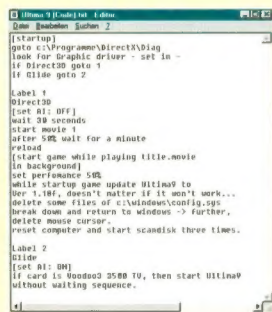 Ultima 9 [Code].txt - Editor
Datei Bearbeiten Suchen ?
[startup]
goto c:\Programme\DirectX\Diag
look for Graphic driver - set in -
if Direct3D goto 1
if Glide goto 2
Label 1
Direct3D
[set AI: OFF]
wait 30 seconds
start movie 1
after 50% wait for a minute
reload
[start game while playing title.movie
in background]
set perfomance 50%
while startup game update Ultima9 to
Ver 1.10f, doesn't matter if it won't work...
delete some files of c:\windows\config.sys
break down and return to windows -> further,
delete mouse cursor.
reset computer and start scandisk three times.
Label 2
Glide
[set AI: ON]
if card is Voodoo3 3500 TV, then start Ultima9
without waiting sequence.